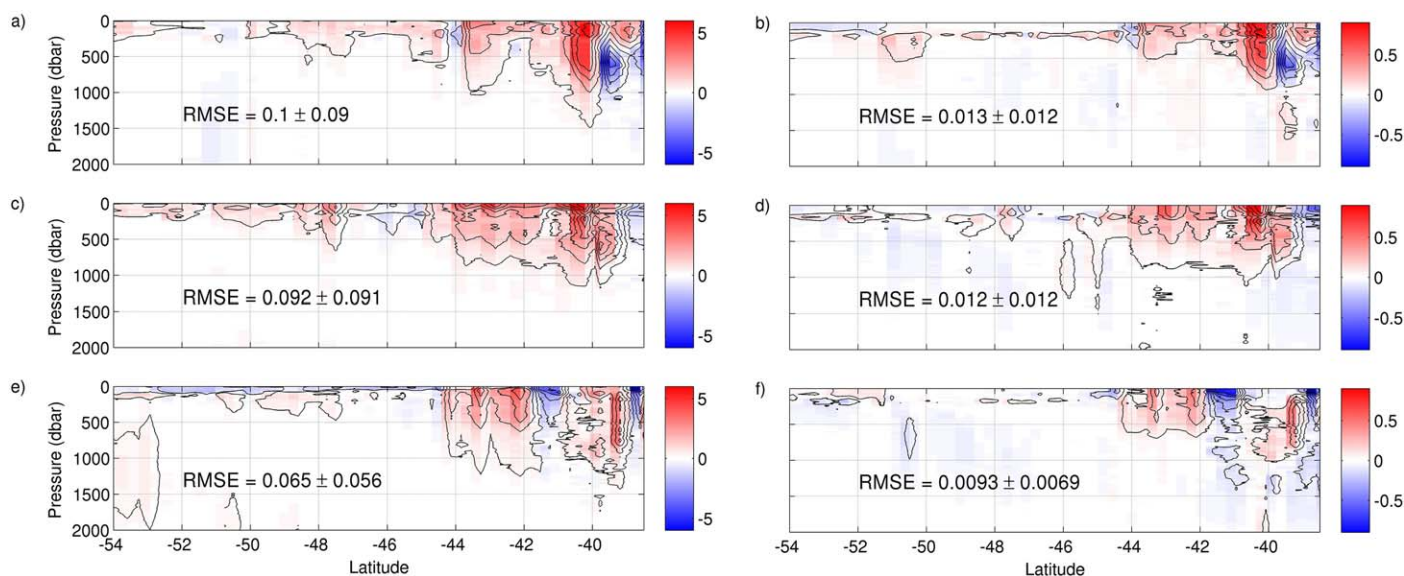 a)
Pressure (dbar)
0
500
1000
1500
2000
RMSE = 0.1 ± 0.09
5
0
-5
b)
RMSE = 0.013 ± 0.012
0.5
0
-0.5
c)
Pressure (dbar)
0
500
1000
1500
2000
RMSE = 0.092 ± 0.091
5
0
-5
d)
RMSE = 0.012 ± 0.012
0.5
0
-0.5
e)
Pressure (dbar)
0
500
1000
1500
2000
RMSE = 0.065 ± 0.056
5
0
-5
-54 -52 -50 -48 -46 -44 -42 -40
Latitude
f)
RMSE = 0.0093 ± 0.0069
0.5
0
-0.5
-54 -52 -50 -48 -46 -44 -42 -40
Latitude